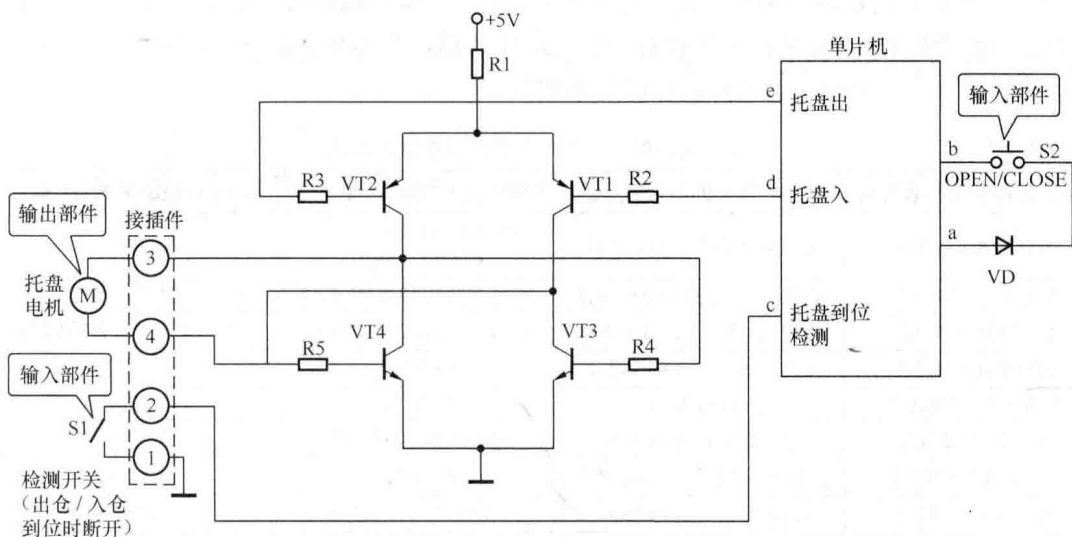 +5V
R1
单片机
e
托盘出
输入部件
b
S2
OPEN/CLOSE
R3
VT2
VT1
R2
d
托盘入
输出部件
接插件
3
a
VD
托盘
电机
M
4
c
托盘到位
检测
VT4
VT3
R5
R4
输入部件
2
S1
1
检测开关
（出仓/入仓
到位时断开）